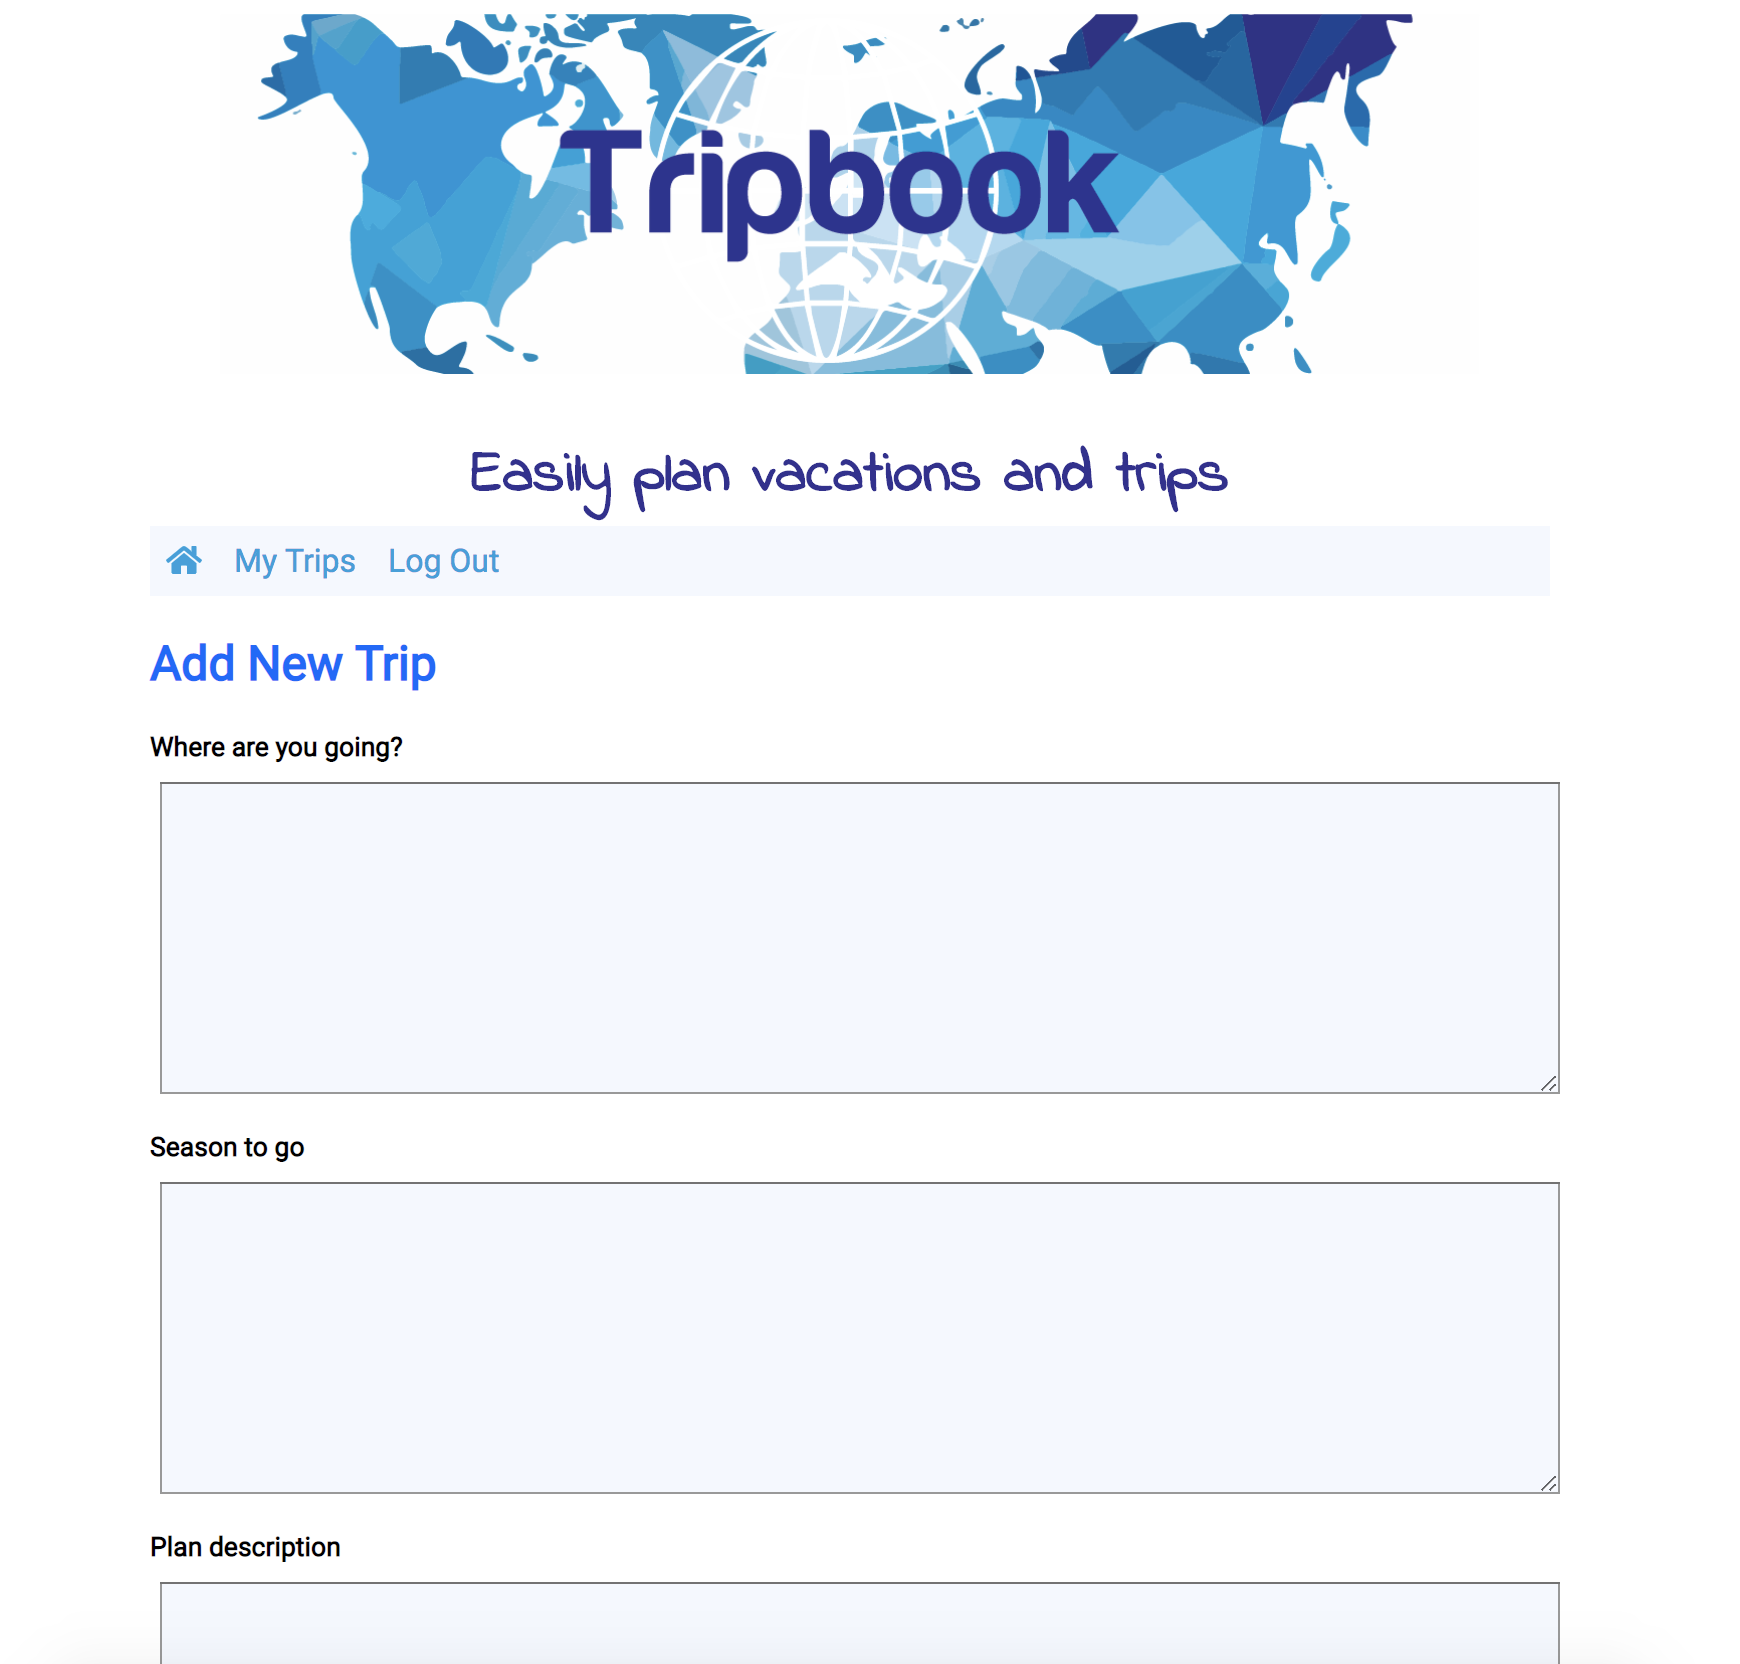 Tripbook
Easily plan vacations and trips
My Trips Log Out
Add New Trip
Where are you going?
Season to go
Plan description